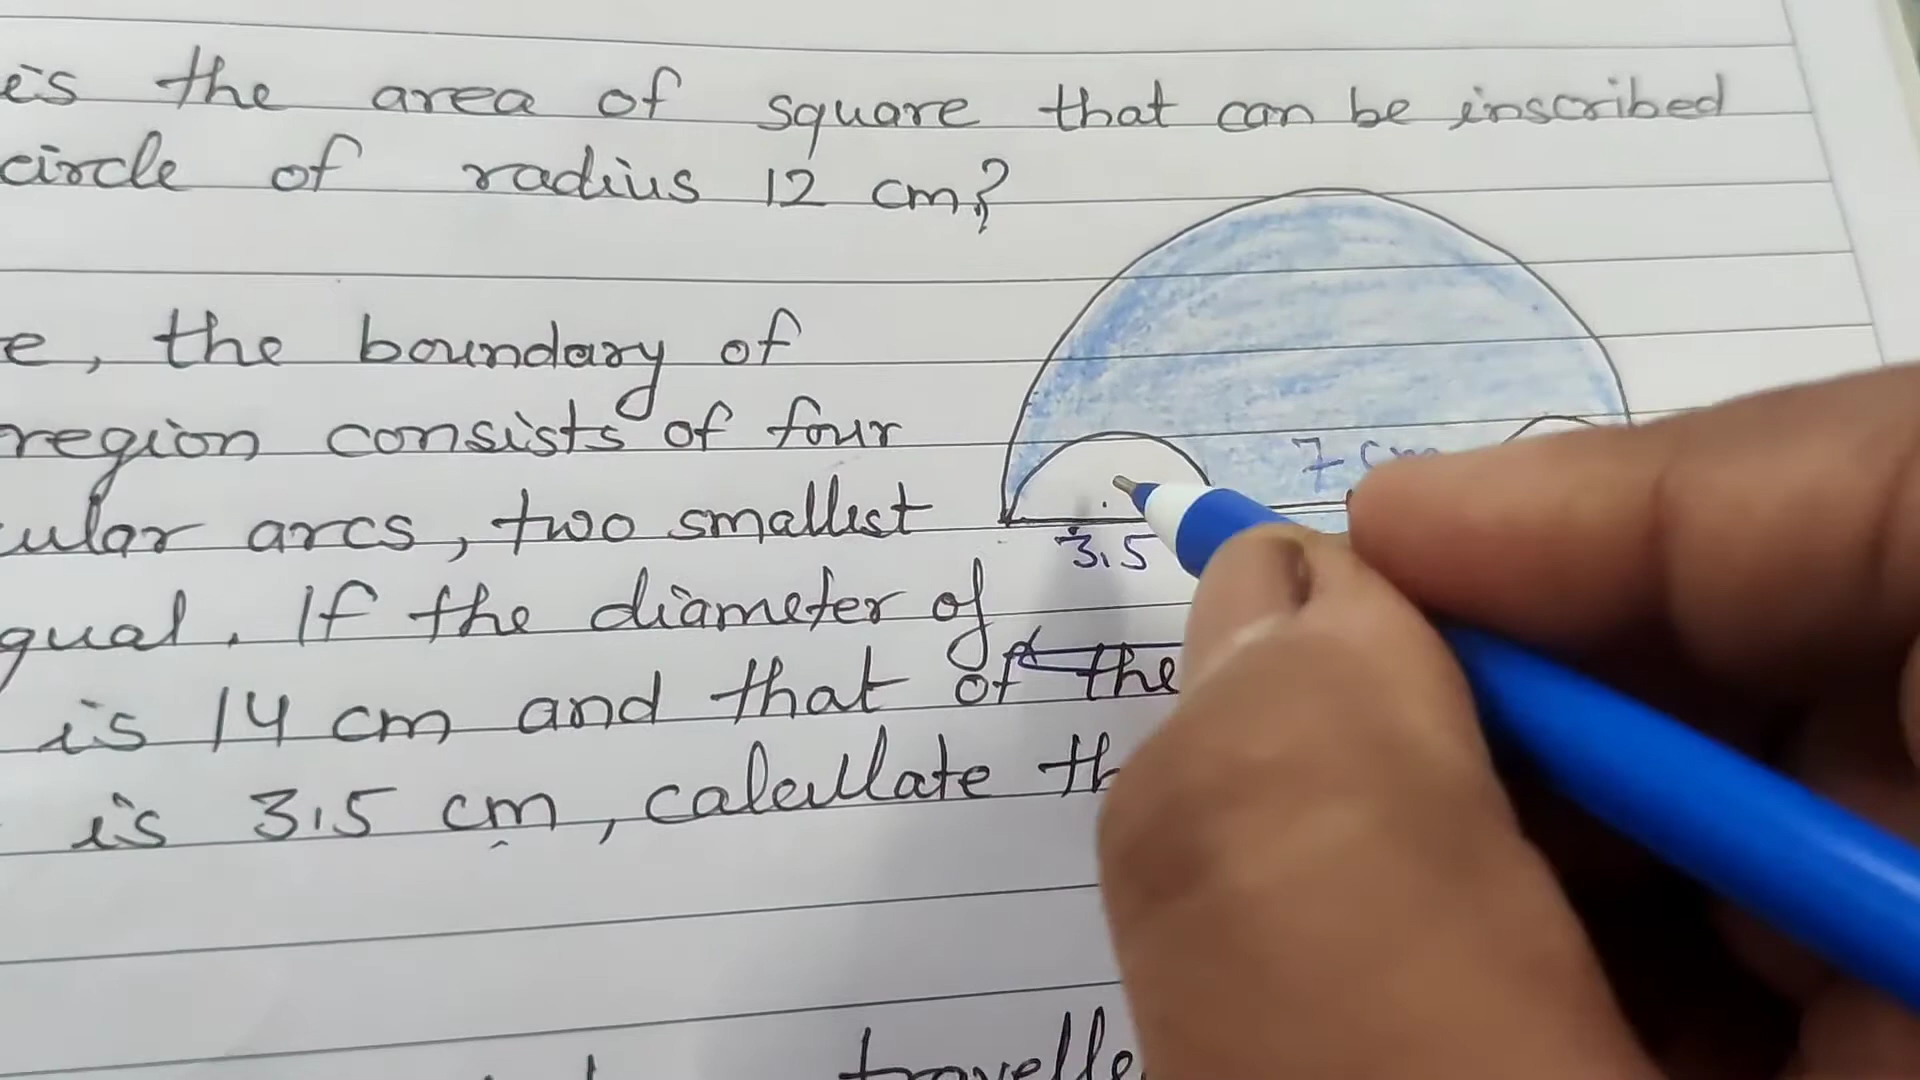 is the area of square that can be inscribed
circle of radius 12 cm?
e, the boundary of
region consists of four
ular arcs, two smallest
qual. If the diameter of
is 14 cm and that of the
is 3.5 cm, calculate th
7 cm
3.5
travelle